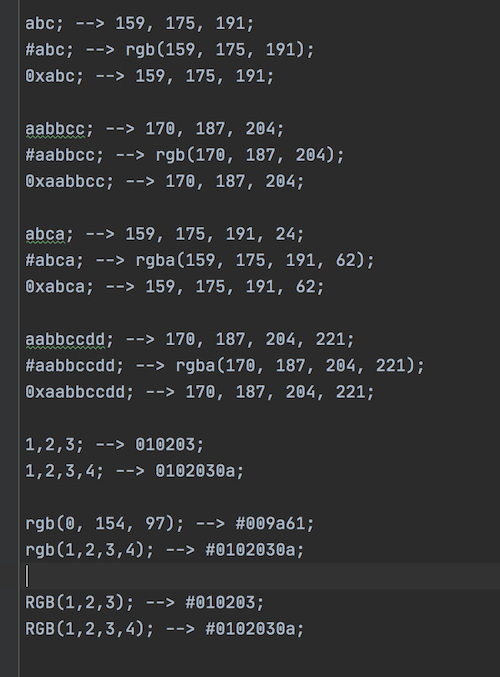 abc; --> 159, 175, 191;
#abc; --> rgb(159, 175, 191);
0xabc; --> 159, 175, 191;
aabbcc; --> 170, 187, 204;
#aabbcc; --> rgb(170, 187, 204);
0xaabbcc; --> 170, 187, 204;
abca; --> 159, 175, 191, 24;
#abca; --> rgba(159, 175, 191, 62);
0xabca; --> 159, 175, 191, 62;
aabbccdd; --> 170, 187, 204, 221;
#aabbccdd; --> rgba(170, 187, 204, 221);
0xaabbccdd; --> 170, 187, 204, 221;
1,2,3; --> 010203;
1,2,3,4; --> 0102030a;
rgb(0, 154, 97); --> #009a61;
rgb(1,2,3,4); --> #0102030a;
RGB(1,2,3); --> #010203;
RGB(1,2,3,4); --> #0102030a;